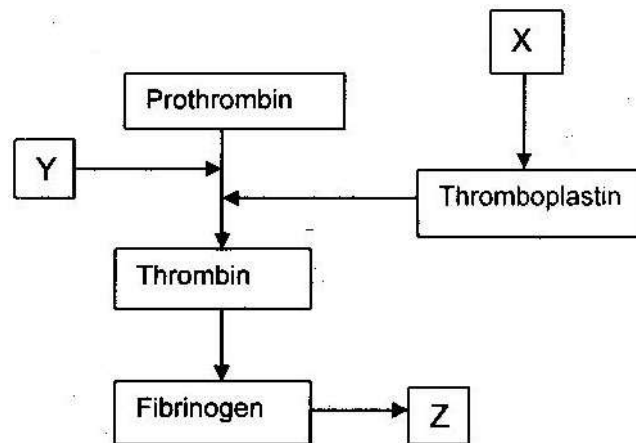 X
Prothrombin
Y
Thromboplastin
Thrombin
Fibrinogen
Z